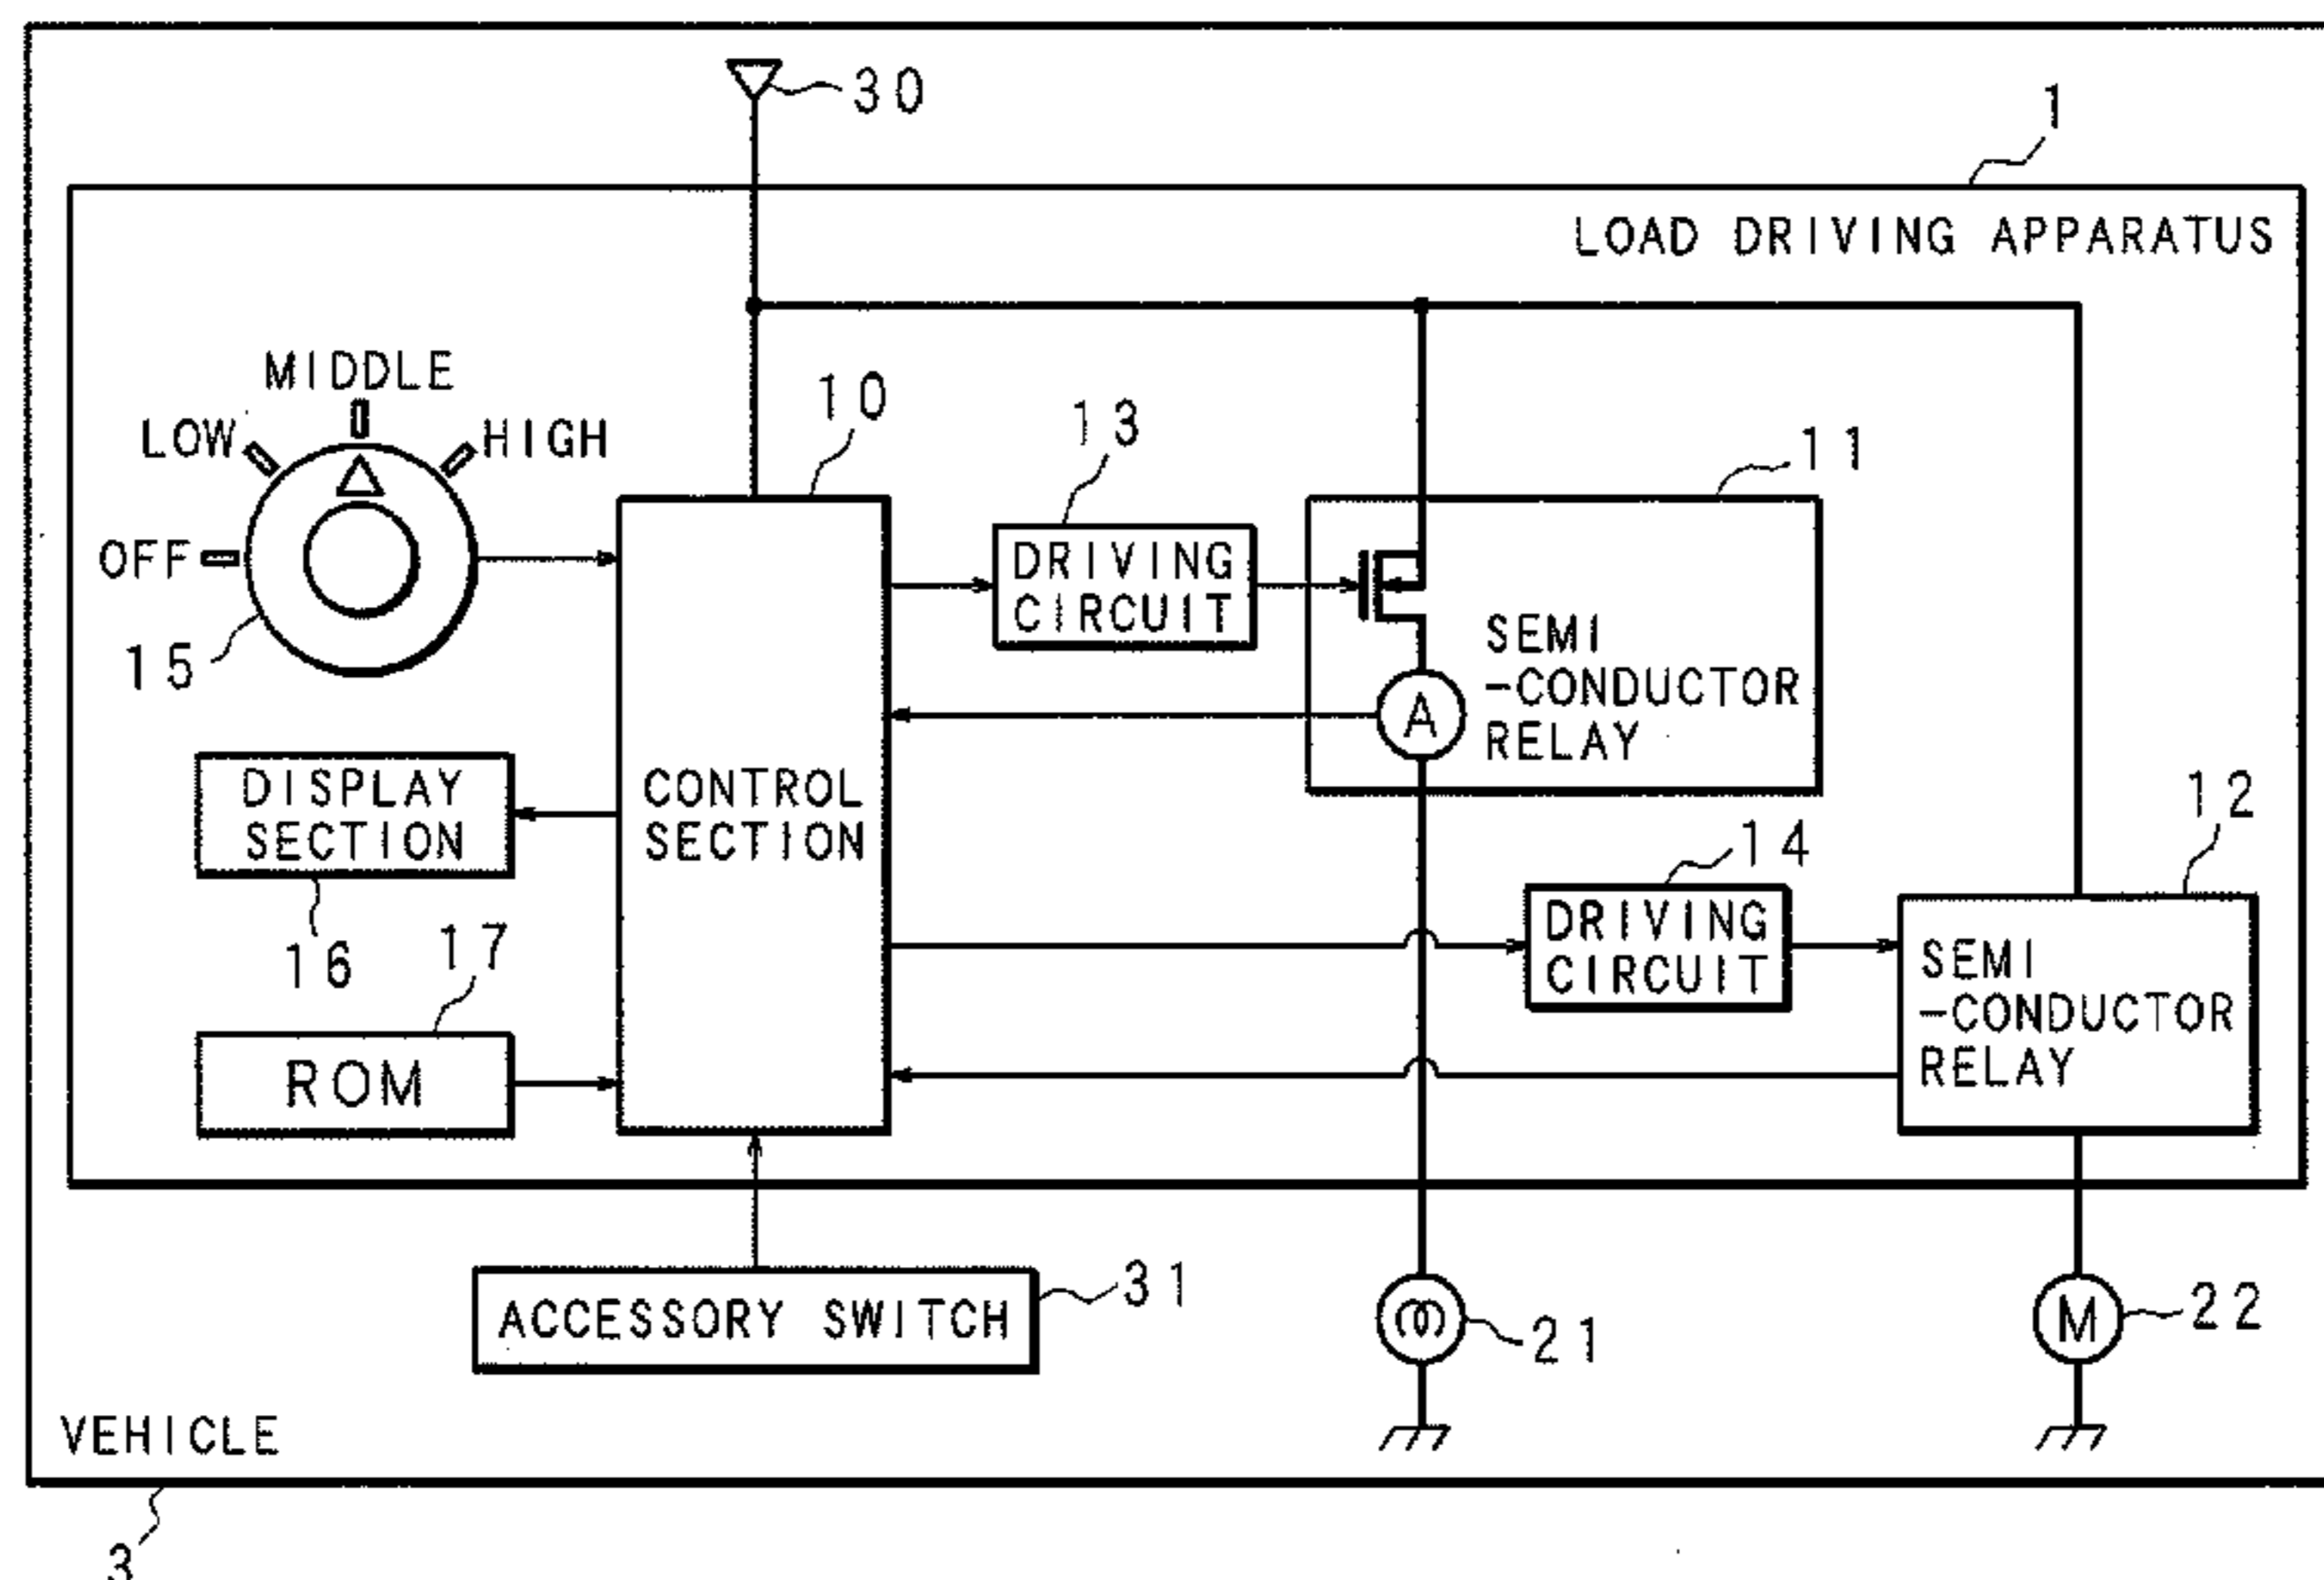 30
1
LOAD DRIVING APPARATUS
MIDDLE
LOW
HIGH
OFF
15
10
13
11
DRIVING
CIRCUIT
SEMI
-CONDUCTOR
RELAY
A
DISPLAY
SECTION
16
CONTROL
SECTION
17
ROM
14
12
DRIVING
CIRCUIT
SEMI
-CONDUCTOR
RELAY
ACCESSORY SWITCH
31
21
M
22
VEHICLE
3